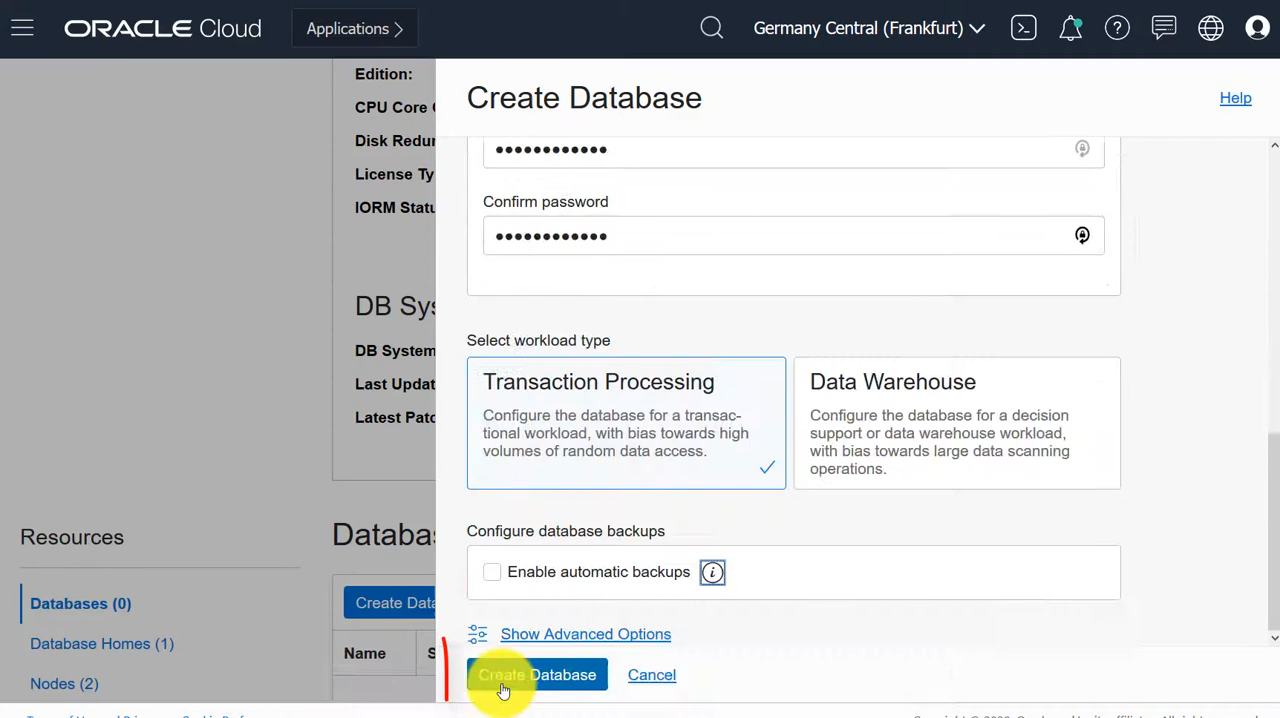 ORACLE Cloud
Applications
Germany Central (Frankfurt)
Edition:
CPU Core
Disk Redun
License Ty
IORM Statu
DB Sys
DB System
Last Updat
Latest Patc
Resources
Databases (0)
Database Homes (1)
Nodes (2)
Databa
Create Data
Name
S
Create Database
Help
••••••••••••
Confirm password
••••••••••••
Select workload type
Transaction Processing
Configure the database for a transac-
tional workload, with bias towards high
volumes of random data access.
Data Warehouse
Configure the database for a decision
support or data warehouse workload,
with bias towards large data scanning
operations.
Configure database backups
Enable automatic backups
Show Advanced Options
Create Database
Cancel